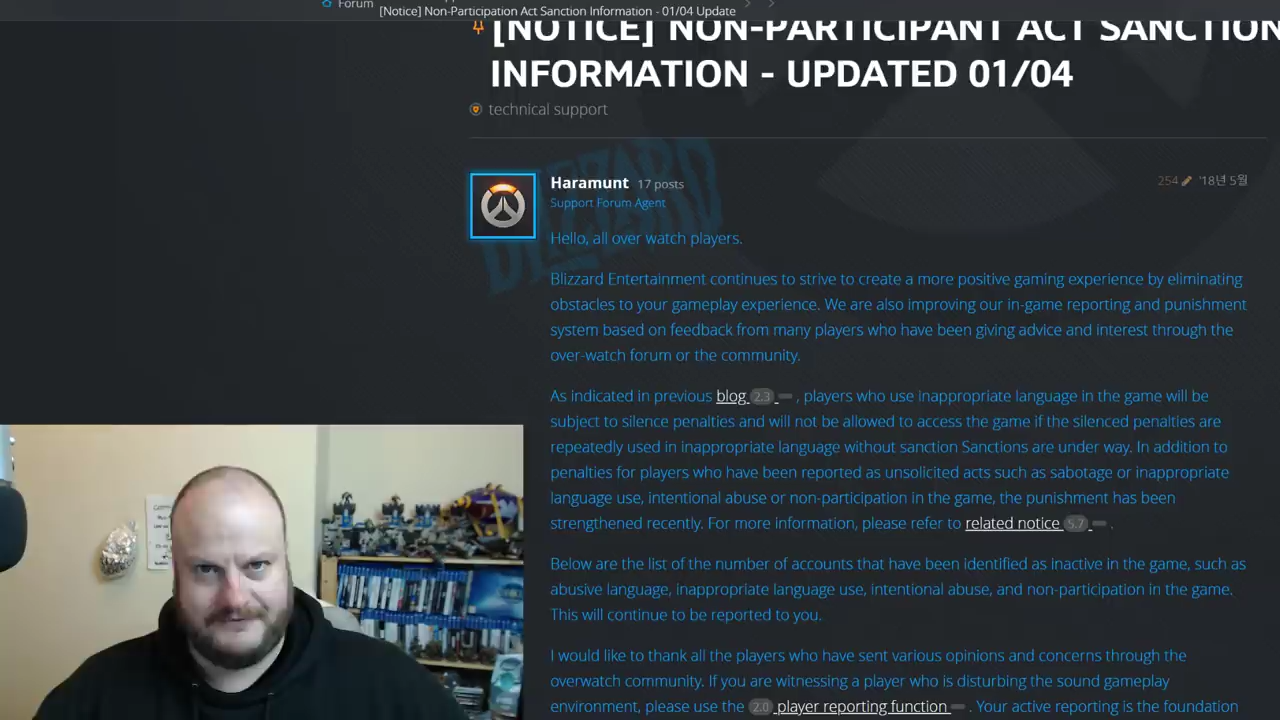 Forum
[Notice] Non-Participation Act Sanction Information - 01/04 Update
[NOTICE] NON-PARTICIPANT ACT SANCTION
INFORMATION - UPDATED 01/04
technical support
Haramunt 17 posts
254 '18년 5월
Support Forum Agent
BLIZZARD
Hello, all over watch players.
Blizzard Entertainment continues to strive to create a more positive gaming experience by eliminating
obstacles to your gameplay experience. We are also improving our in-game reporting and punishment
system based on feedback from many players who have been giving advice and interest through the
over-watch forum or the community.
As indicated in previous blog 2.3 , players who use inappropriate language in the game will be
subject to silence penalties and will not be allowed to access the game if the silenced penalties are
repeatedly used in inappropriate language without sanction Sanctions are under way. In addition to
penalties for players who have been reported as unsolicited acts such as sabotage or inappropriate
language use, intentional abuse or non-participation in the game, the punishment has been
strengthened recently. For more information, please refer to related notice 5.7 .
Below are the list of the number of accounts that have been identified as inactive in the game, such as
abusive language, inappropriate language use, intentional abuse, and non-participation in the game.
This will continue to be reported to you.
I would like to thank all the players who have sent various opinions and concerns through the
overwatch community. If you are witnessing a player who is disturbing the sound gameplay
environment, please use the 2.0 player reporting function . Your active reporting is the foundation